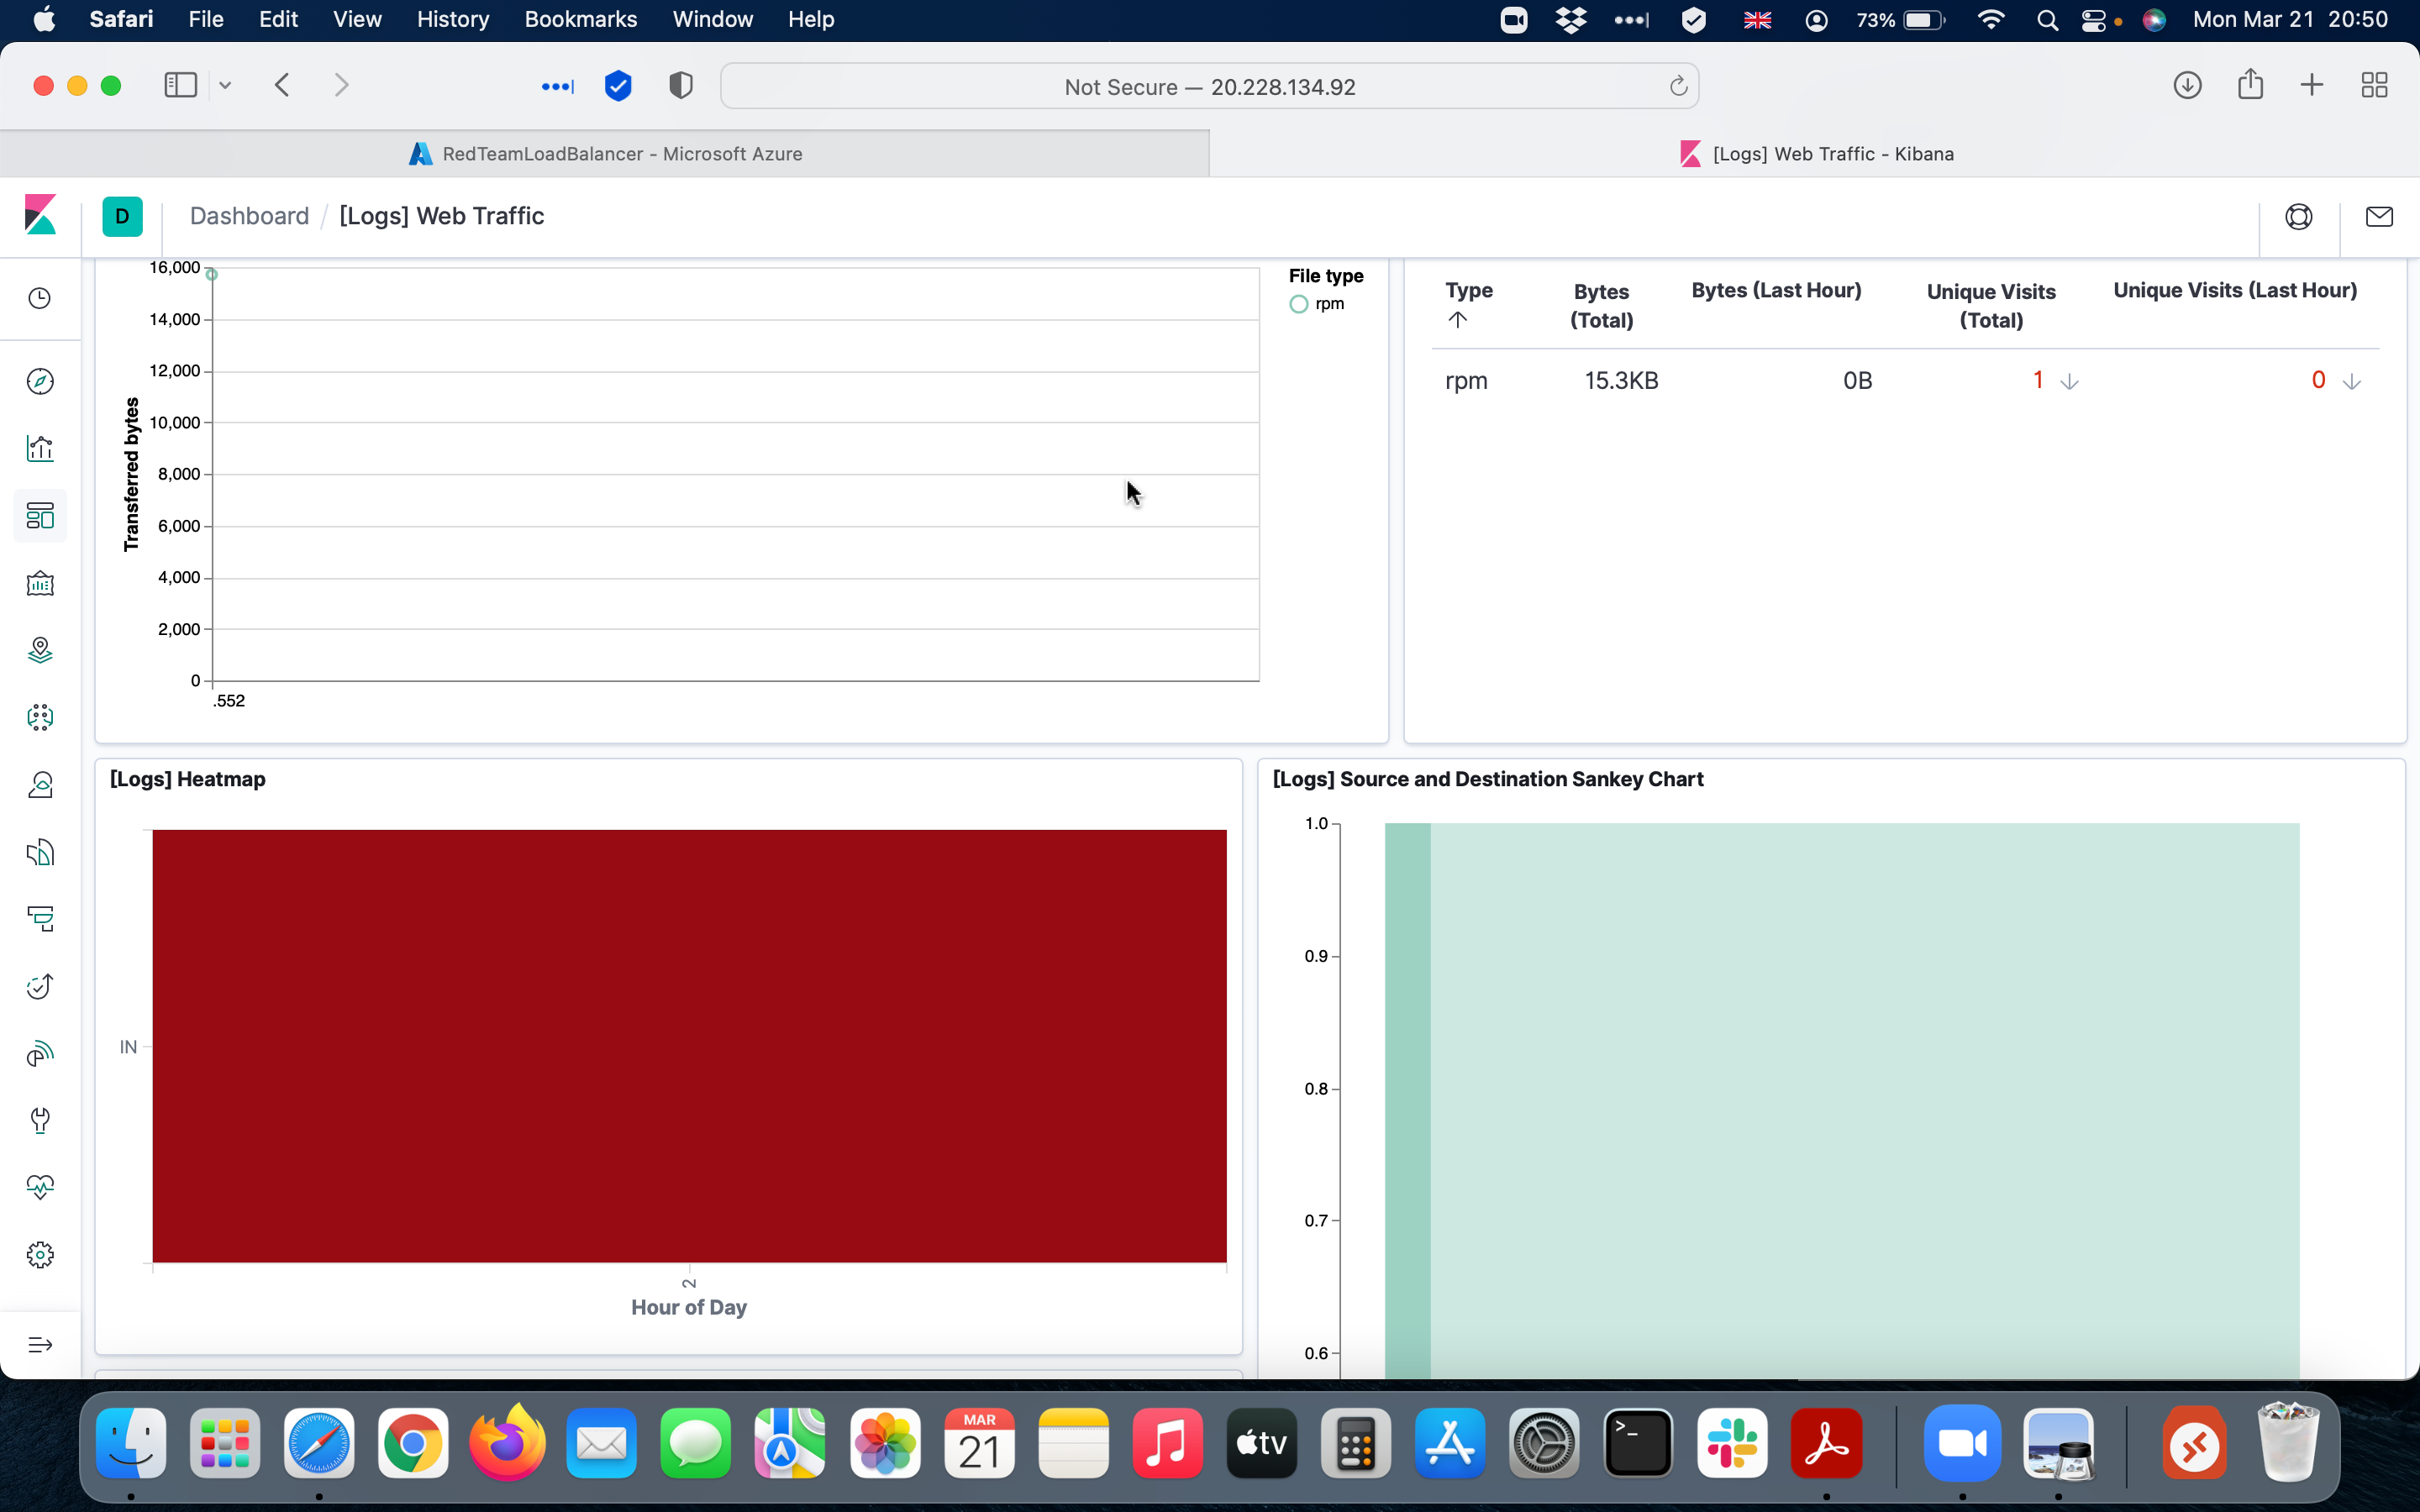 Safari File Edit View History Bookmarks Window Help 73% Mon Mar 21 20:50
Not Secure — 20.228.134.92
RedTeamLoadBalancer - Microsoft Azure
[Logs] Web Traffic - Kibana
D Dashboard / [Logs] Web Traffic
16,000
14,000
12,000
10,000
8,000
6,000
4,000
2,000
0
.552
Transferred bytes
File type
rpm
Type Bytes (Total) Bytes (Last Hour) Unique Visits (Total) Unique Visits (Last Hour)
rpm 15.3KB 0B 1 0
[Logs] Heatmap
IN
2
Hour of Day
[Logs] Source and Destination Sankey Chart
1.0
0.9
0.8
0.7
0.6
MAR
21
tv
>_